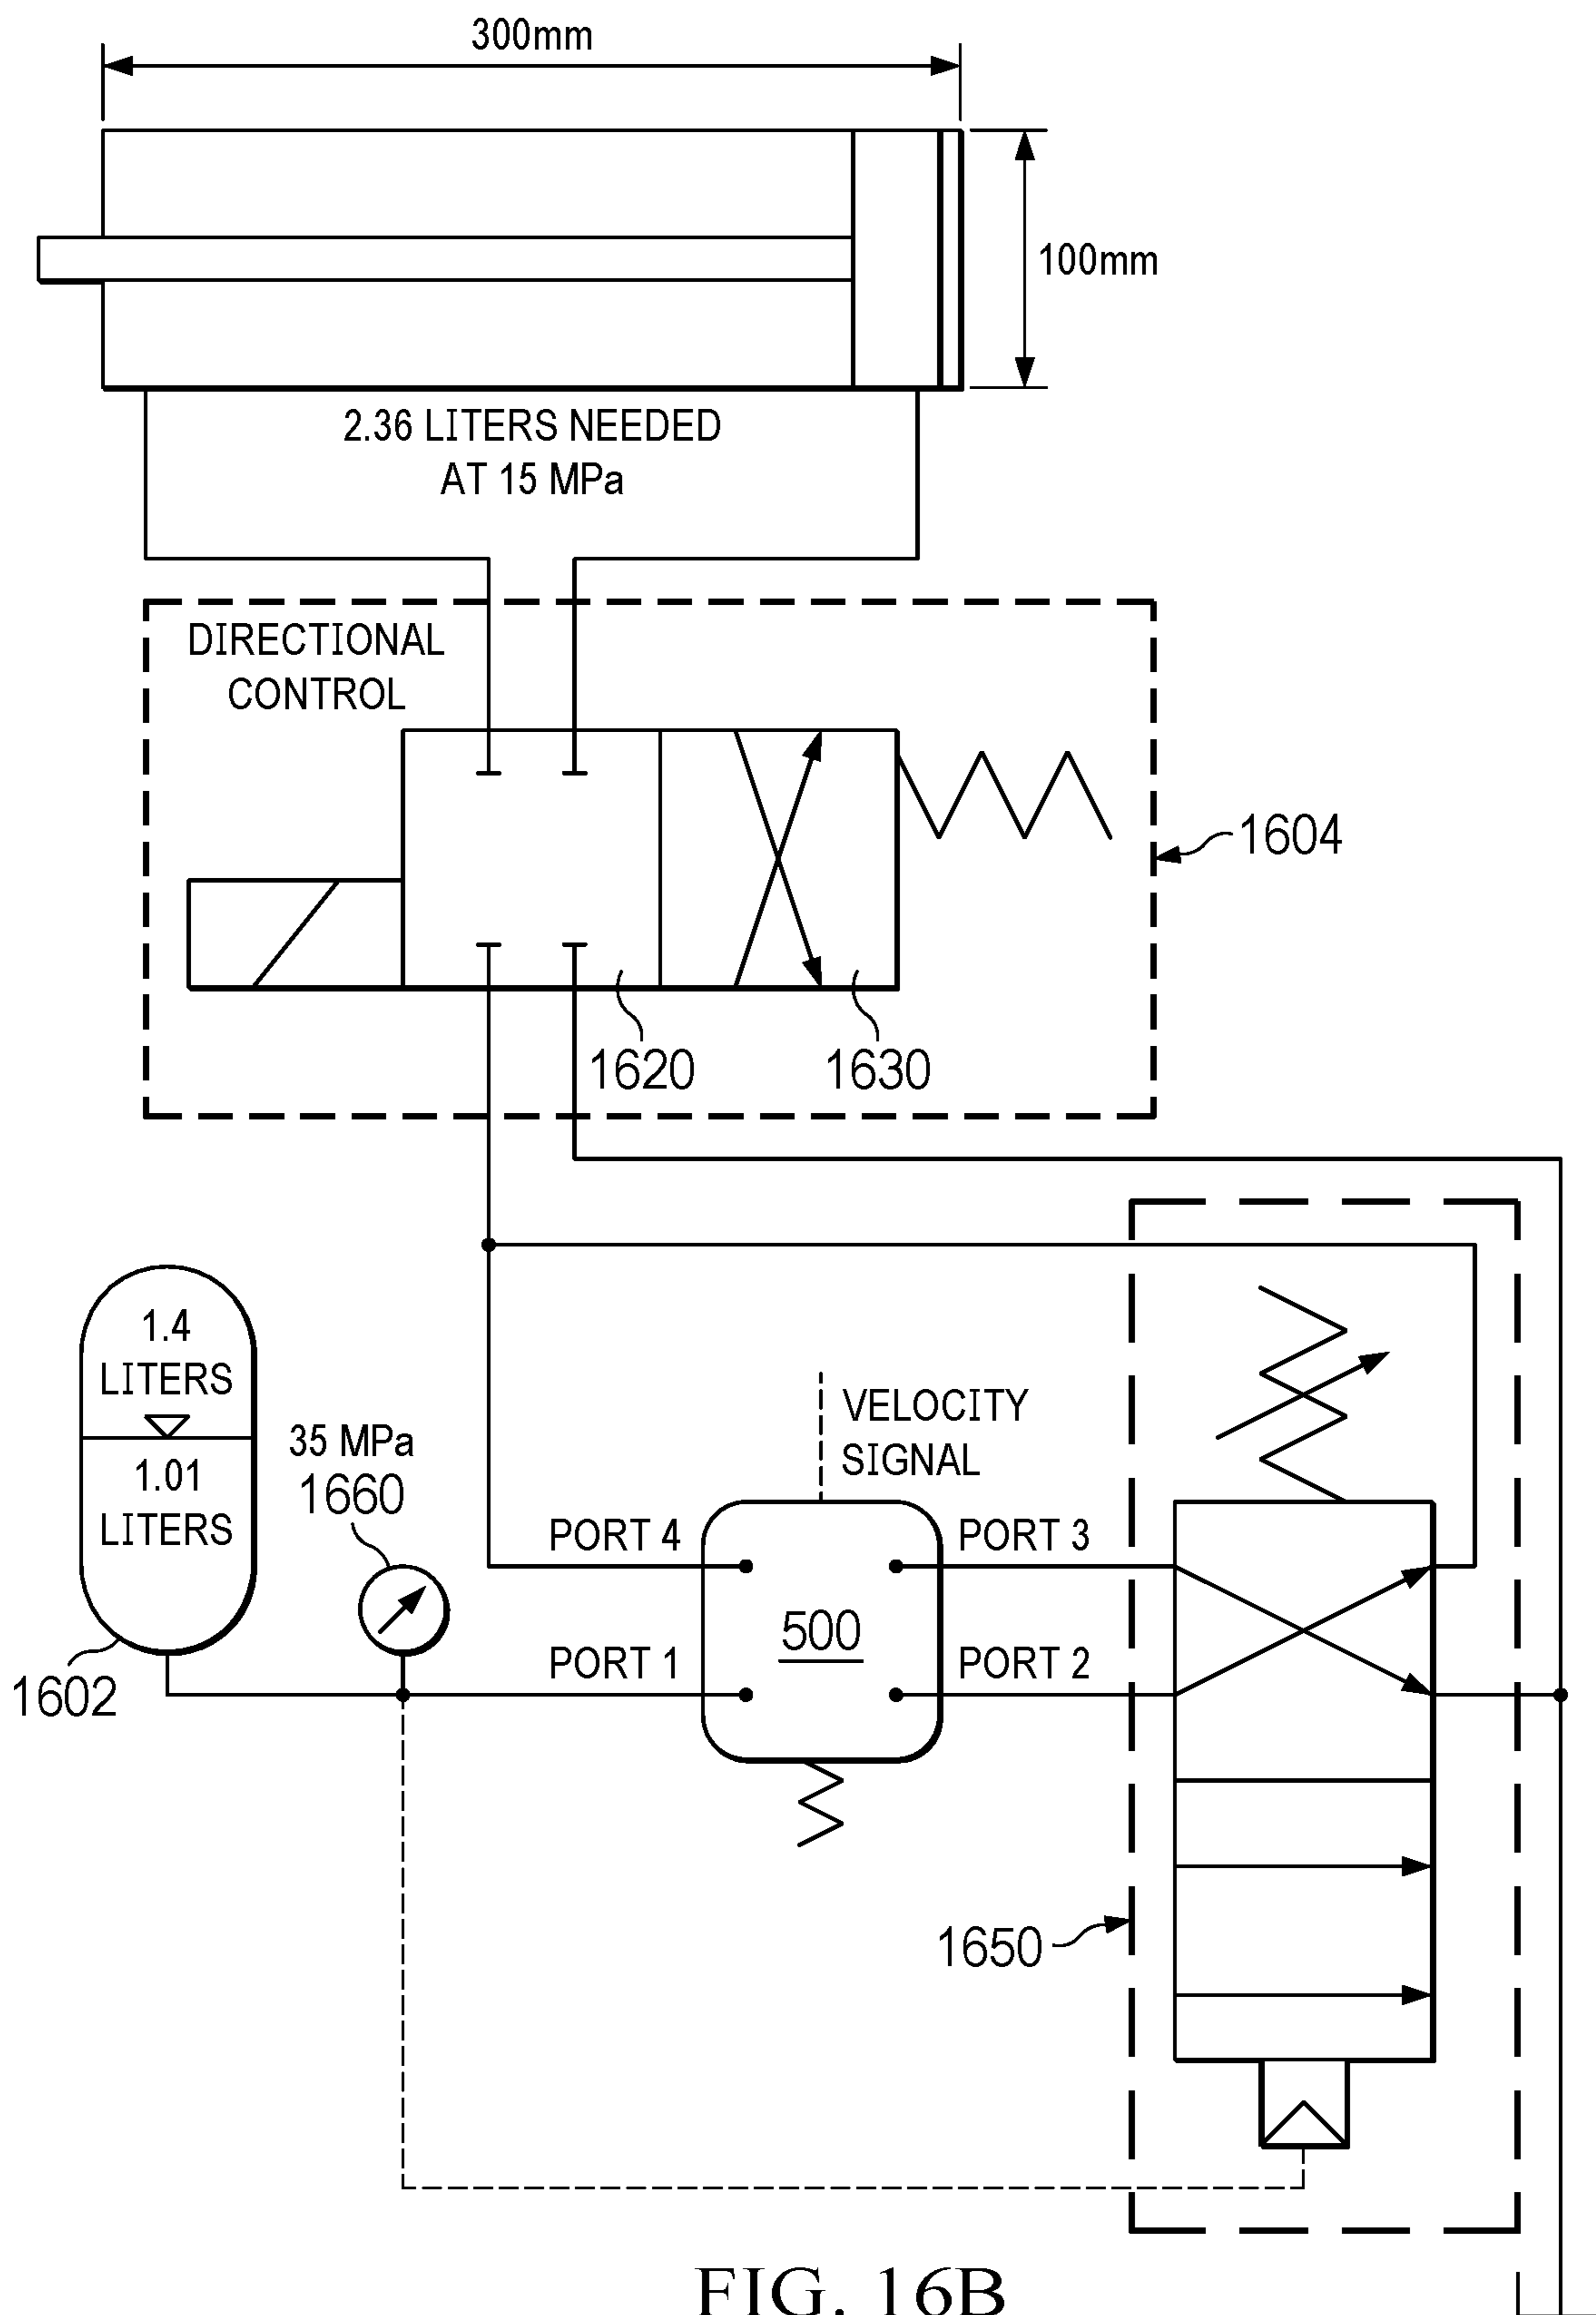 300mm
100mm
2.36 LITERS NEEDED
AT 15 MPa
DIRECTIONAL
CONTROL
1604
1620
1630
1.4
LITERS
1.01
LITERS
35 MPa
1660
VELOCITY
SIGNAL
PORT 4
PORT 3
500
PORT 1
PORT 2
1602
1650
FIG. 16B